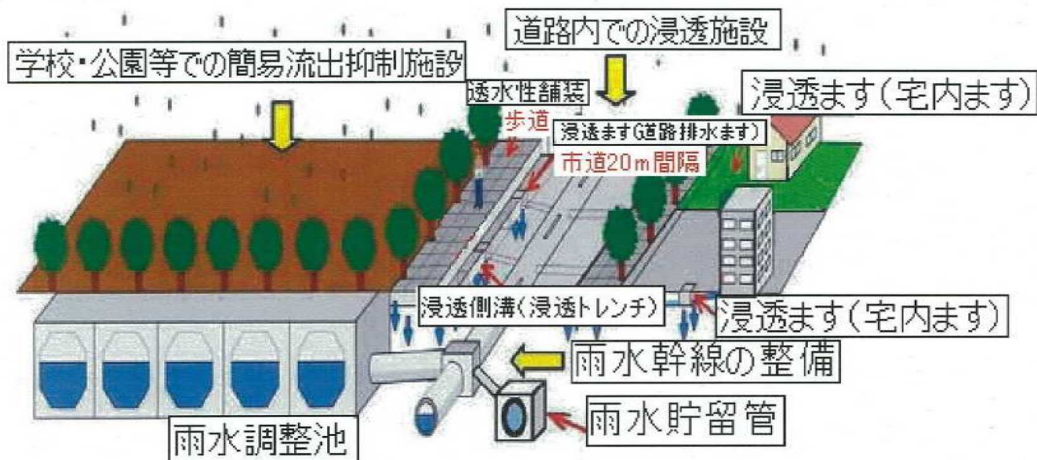 道路内での浸透施設
学校・公園等での簡易流出抑制施設
透水性舗装
歩道
浸透ます(道路排水ます)
市道20m間隔
浸透ます(宅内ます)
浸透側溝(浸透トレンチ)
浸透ます(宅内ます)
雨水幹線の整備
雨水貯留管
雨水調整池